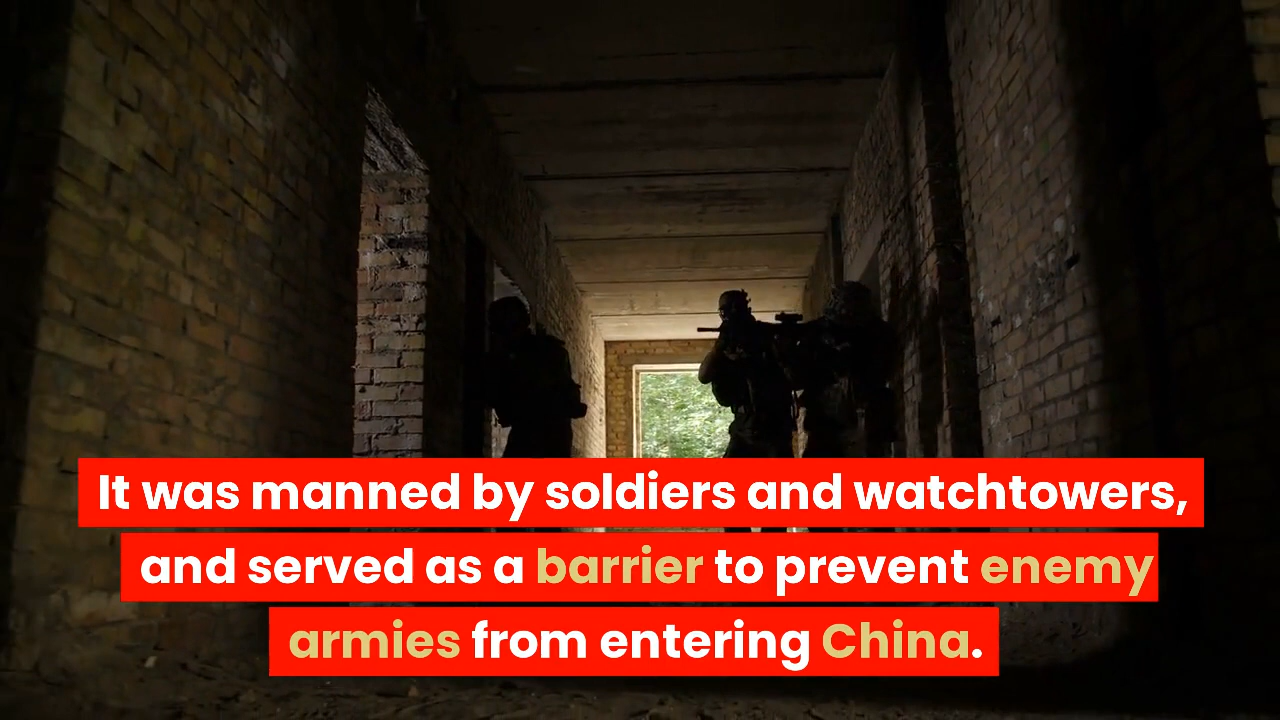 It was manned by soldiers and watchtowers,
and served as a barrier to prevent enemy
armies from entering China.